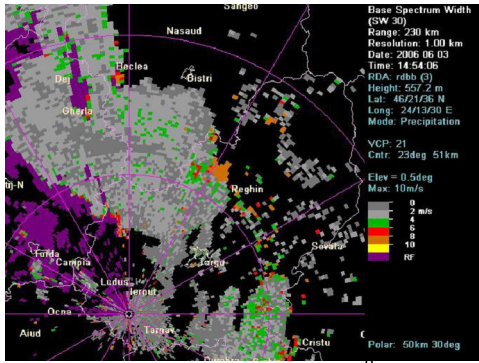 Sangeo
Nasaud
Beclea
Dej
Bistri
Gherla
Reghin
Turda
Campia
Sovata
Targu
Ludus
Iernut
Ocna
Aiud
Tarnav
Cristu
Base Spectrum Width
(SW 30)
Range: 230 km
Resolution: 1.00 km
Date: 2006 06 03
Time: 14:54:06
RDA: rdbb (3)
Height: 557.2 m
Lat: 46/21/36 N
Long: 24/13/30 E
Mode: Precipitation
VCP: 21
Cntr: 23deg 51km
Elev = 0.5deg
Max: 10m/s
0
2 m/s
4
6
8
10
RF
Polar: 50km 30deg